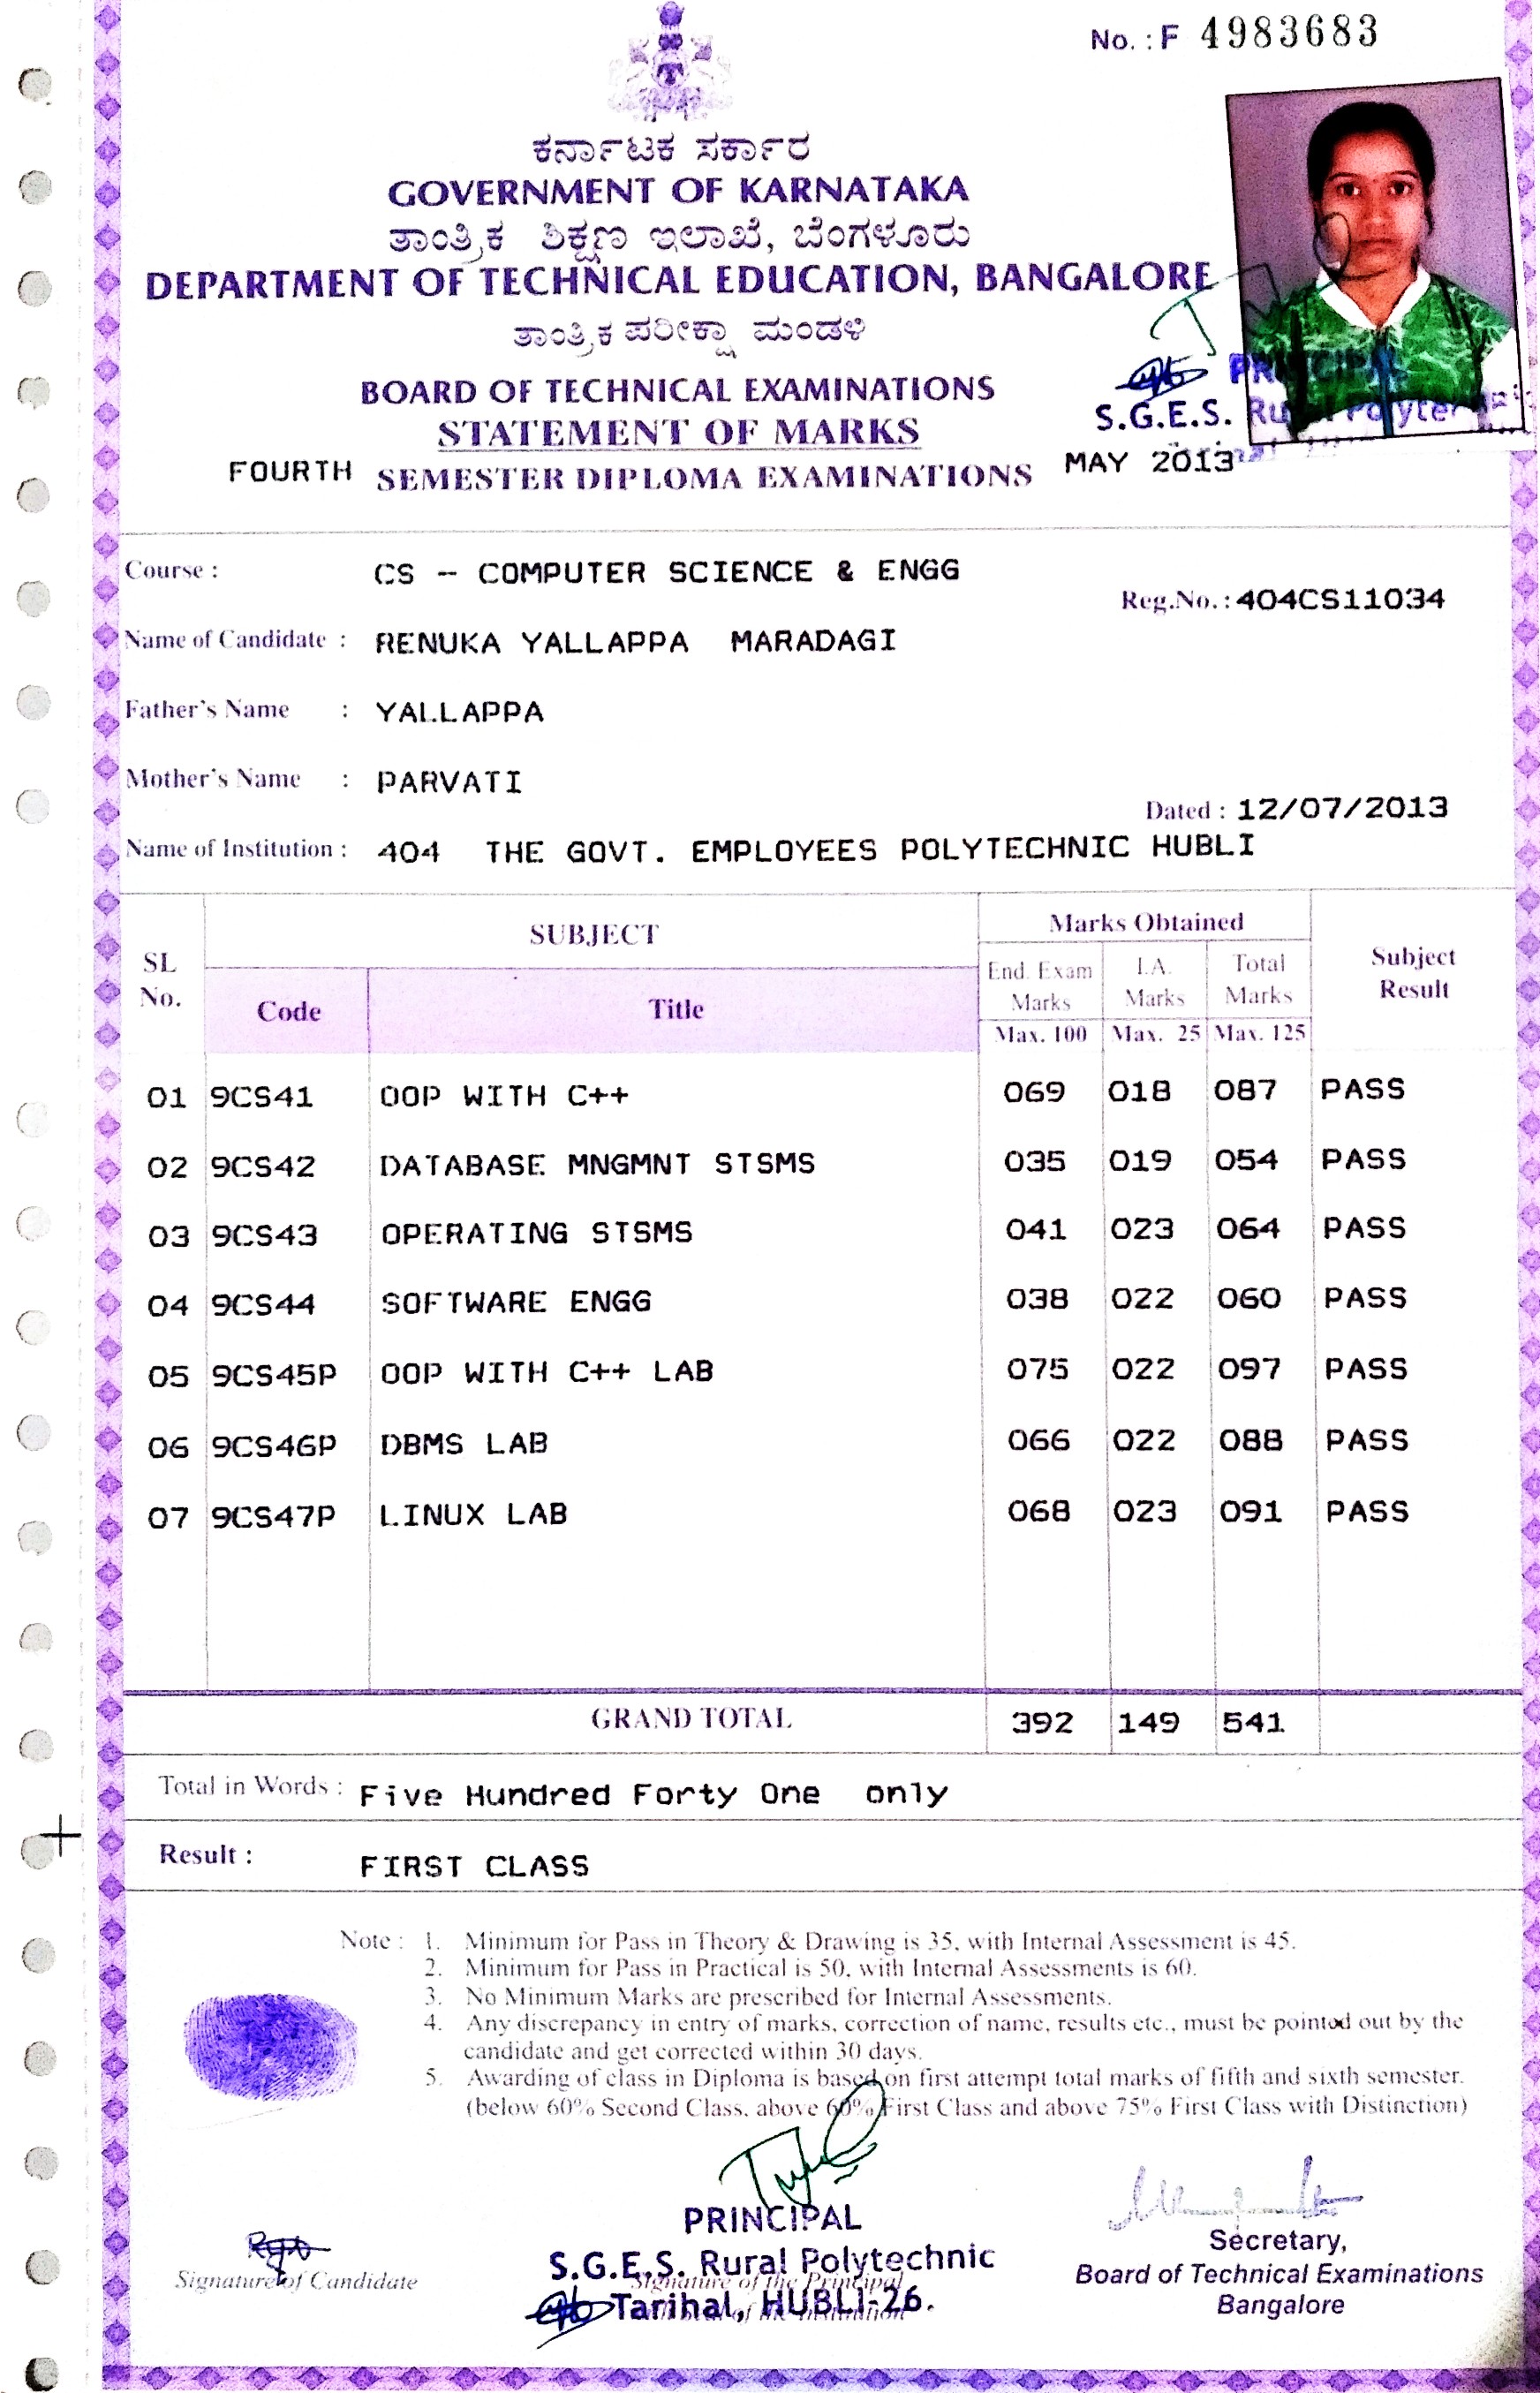 No. : F 4983683
ಕರ್ನಾಟಕ ಸರ್ಕಾರ
GOVERNMENT OF KARNATAKA
ತಾಂತ್ರಿಕ ಶಿಕ್ಷಣ ಇಲಾಖೆ, ಬೆಂಗಳೂರು
DEPARTMENT OF TECHNICAL EDUCATION, BANGALORE
ತಾಂತ್ರಿಕ ಪರೀಕ್ಷಾ ಮಂಡಳಿ
BOARD OF TECHNICAL EXAMINATIONS
PRINCIPAL
S.G.E.S. Rural
STATEMENT OF MARKS
FOURTH SEMESTER DIPLOMA EXAMINATIONS MAY 2013
Course : CS - COMPUTER SCIENCE & ENGG
Reg.No. : 404CS11034
Name of Candidate : RENUKA YALLAPPA MARADAGI
Father's Name : YALLAPPA
Mother's Name : PARVATI
Dated : 12/07/2013
Name of Institution : 404 THE GOVT. EMPLOYEES POLYTECHNIC HUBLI
SL No. SUBJECT Marks Obtained Subject Result
Code Title End. Exam Marks I.A. Marks Total Marks
Max. 100 Max. 25 Max. 125
01 9CS41 OOP WITH C++ 069 018 087 PASS
02 9CS42 DATABASE MNGMNT STSMS 035 019 054 PASS
03 9CS43 OPERATING STSMS 041 023 064 PASS
04 9CS44 SOFTWARE ENGG 038 022 060 PASS
05 9CS45P OOP WITH C++ LAB 075 022 097 PASS
06 9CS46P DBMS LAB 066 022 088 PASS
07 9CS47P LINUX LAB 068 023 091 PASS
GRAND TOTAL 392 149 541
Total in Words : Five Hundred Forty One only
Result : FIRST CLASS
Note : 1. Minimum for Pass in Theory & Drawing is 35, with Internal Assessment is 45.
2. Minimum for Pass in Practical is 50, with Internal Assessments is 60.
3. No Minimum Marks are prescribed for Internal Assessments.
4. Any discrepancy in entry of marks, correction of name, results etc., must be pointed out by the
candidate and get corrected within 30 days.
5. Awarding of class in Diploma is based on first attempt total marks of fifth and sixth semester.
(below 60% Second Class, above 60% First Class and above 75% First Class with Distinction)
PRINCIPAL
S.G.E.S. Rural Polytechnic
Tarihal, HUBLI-26.
Signature of Candidate
Signature of the Principal
Secretary,
Board of Technical Examinations
Bangalore